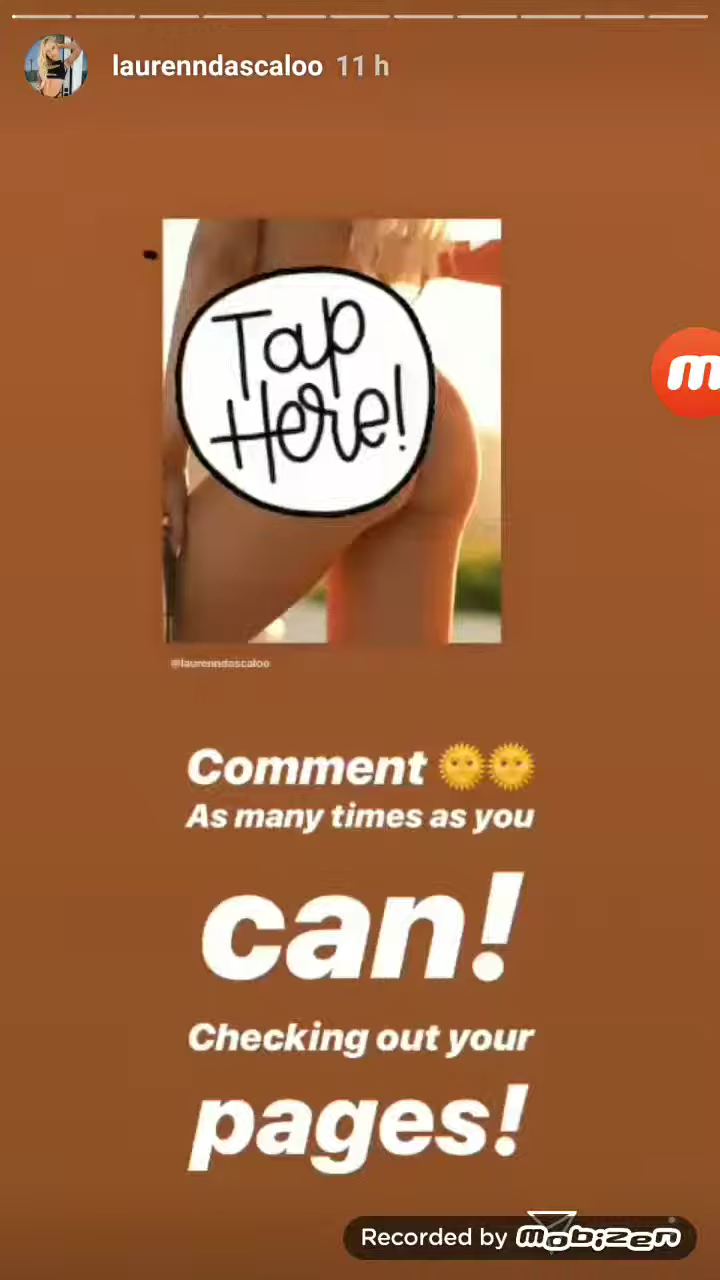 laurenndascaloo 11 h
Tap
Here!
@laurenndascaloo
Comment 🌞🌞
As many times as you
can!
Checking out your
pages!
m
Recorded by mobizen